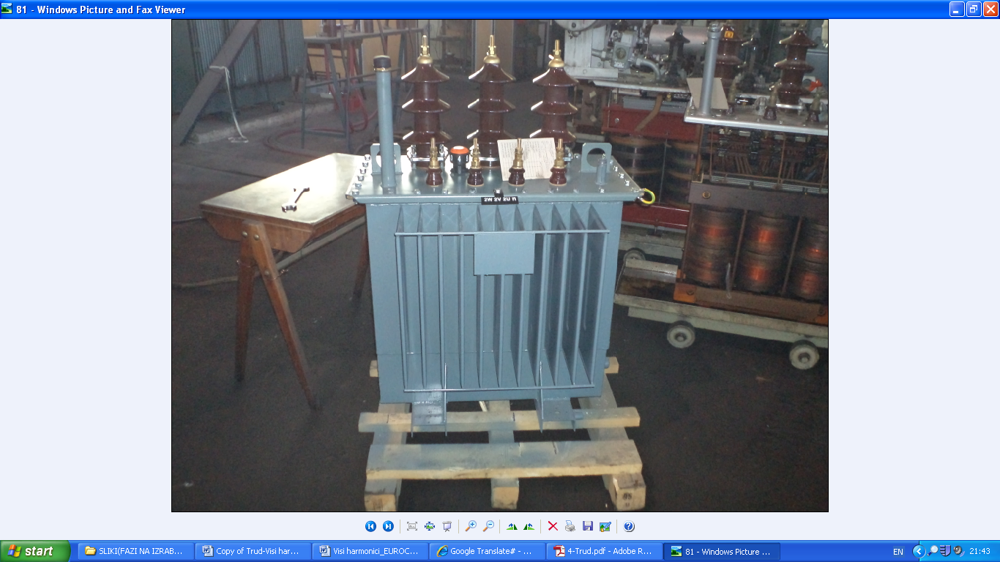 81 - Windows Picture and Fax Viewer
2W 2V 2U N
start
SLIKI(FAZI NA IZRAB...
Copy of Trud-Visi har...
Visi harmonici_EUROC...
Google Translate# - ...
4-Trud.pdf - Adobe R...
81 - Windows Picture ...
EN
21:43